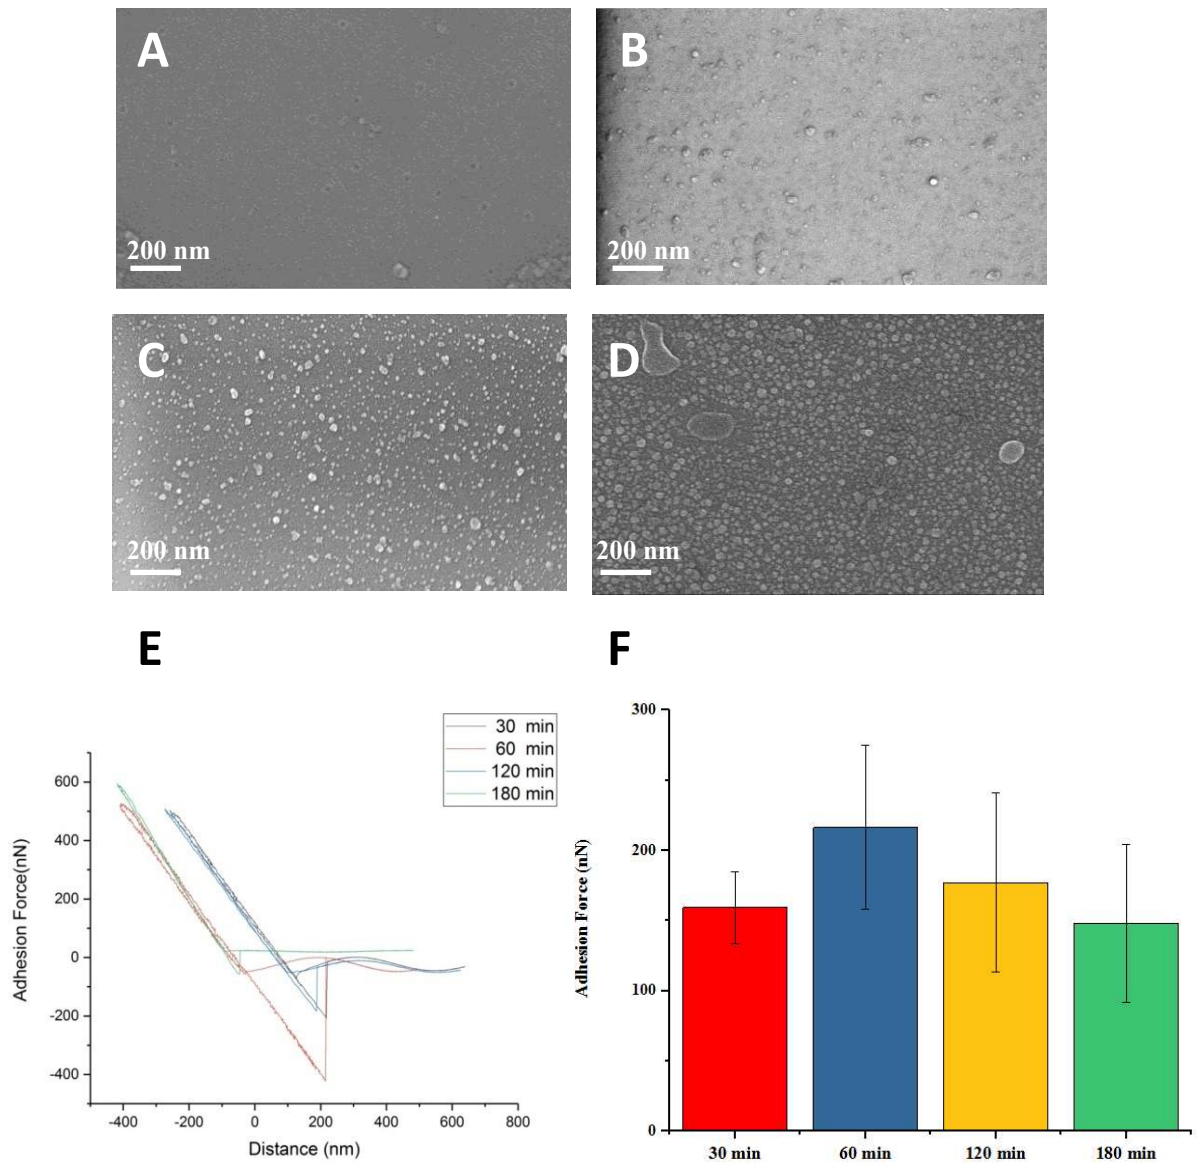 A
B
200 nm
200 nm
C
D
200 nm
200 nm
E
F
30 min
60 min
120 min
180 min
600
400
200
0
-200
-400
-400
-200
0
200
400
600
800
Adhesion Force(nN)
Distance (nm)
300
200
100
0
Adhesion Force (nN)
30 min
60 min
120 min
180 min